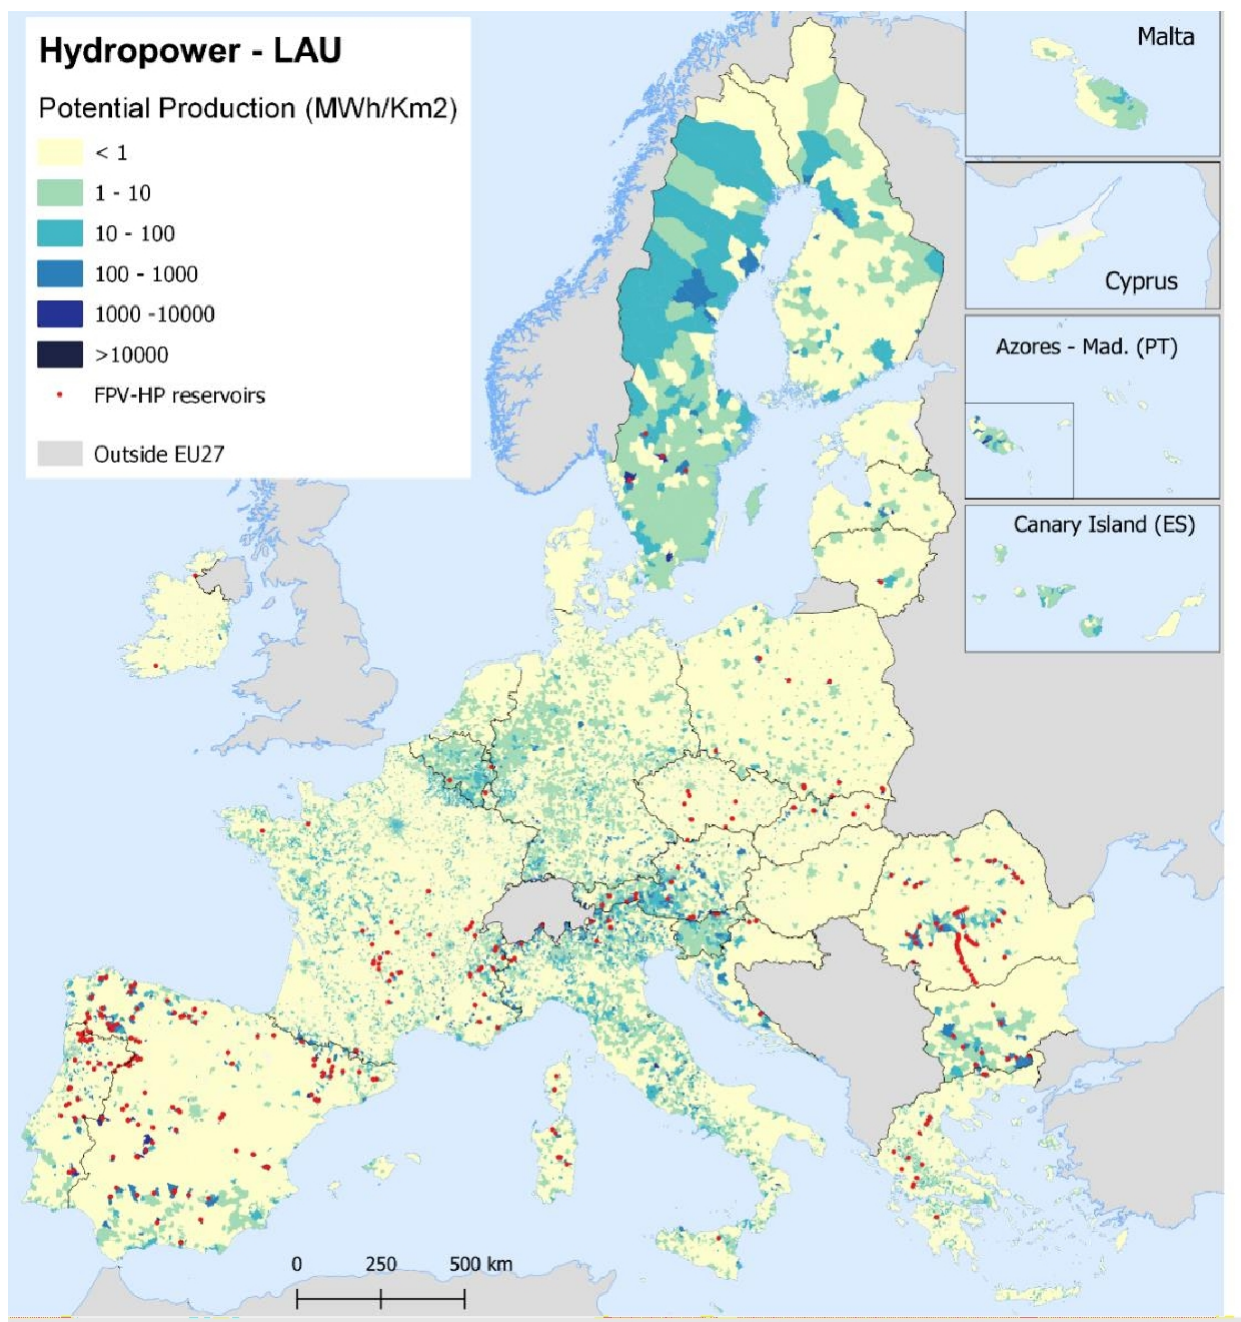 Hydropower - LAU
Potential Production (MWh/Km2)
< 1
1 - 10
10 - 100
100 - 1000
1000 -10000
>10000
FPV-HP reservoirs
Outside EU27
Malta
Cyprus
Azores - Mad. (PT)
Canary Island (ES)
0 250 500 km